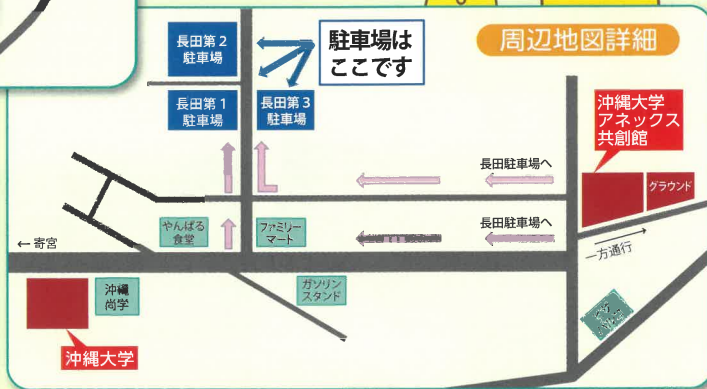 周辺地図詳細
長田第2
駐車場
駐車場は
ここです
長田第1
駐車場
長田第3
駐車場
沖縄大学
アネックス
共創館
グラウンド
長田駐車場へ
長田駐車場へ
やんばる
食堂
ファミリー
マート
← 寄宮
一方通行
沖縄
尚学
ガソリン
スタンド
沖縄大学